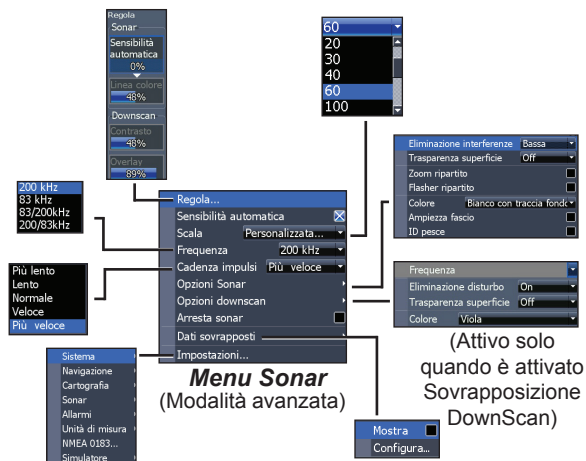 Regola
Sonar
Sensibilità
automatica
0%
Linea colore
48%
Downscan
Contrasto
48%
Overlay
89%
60
20
30
40
60
100
200 kHz
83 kHz
83/200kHz
200/83kHz
Più lento
Lento
Normale
Veloce
Più veloce
Regola...
Sensibilità automatica
Scala Personalizzata...
Frequenza 200 kHz
Cadenza impulsi Più veloce
Opzioni Sonar
Opzioni downscan
Arresta sonar
Dati sovrapposti
Impostazioni...
Eliminazione interferenze Bassa
Trasparenza superficie Off
Zoom ripartito
Flasher ripartito
Colore Bianco con traccia fondo
Ampiezza fascio
ID pesce
Frequenza
Eliminazione disturbo On
Trasparenza superficie Off
Colore Viola
(Attivo solo
quando è attivato
Sovrapposizione
DownScan)
Sistema
Navigazione
Cartografia
Sonar
Allarmi
Unità di misura
NMEA 0183...
Simulatore
Menu Sonar
(Modalità avanzata)
Mostra
Configura...